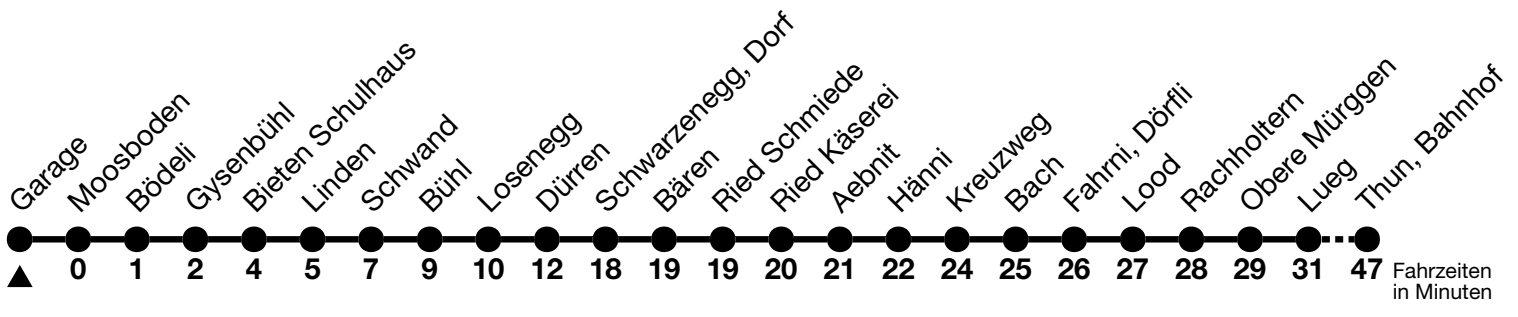 Garage
Moosboden
Bödeli
Gysenbühl
Bieten Schulhaus
Linden
Schwand
Bühl
Losenegg
Dürren
Schwarzenegg, Dorf
Bären
Ried Schmiede
Ried Käserei
Aebnit
Hänni
Kreuzweg
Bach
Fahrni, Dörfli
Lood
Rachholtern
Obere Mürggen
Lueg
Thun, Bahnhof
0 1 2 4 5 7 9 10 12 18 19 19 20 21 22 24 25 26 27 28 29 31 47
Fahrzeiten
in Minuten